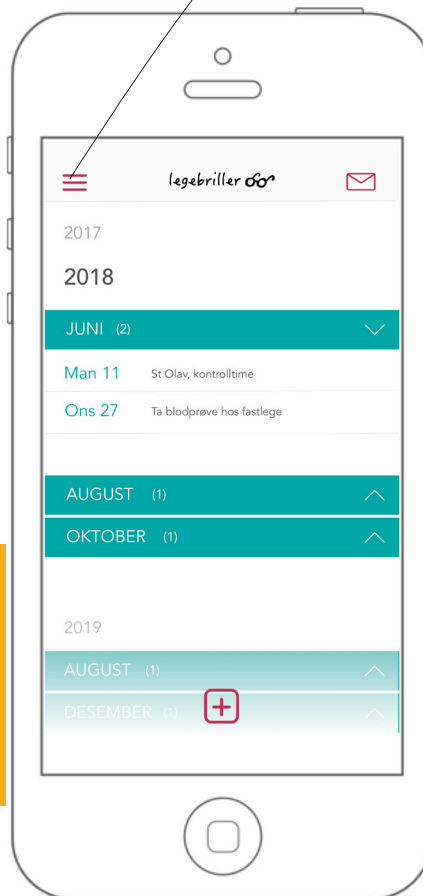 legebriller
2017
2018
JUNI (2)
Man 11 St Olav, kontrolltime
Ons 27 Ta blodprøve hos fastlege
AUGUST (1)
OKTOBER (1)
2019
AUGUST (1)
DESEMBER (1)